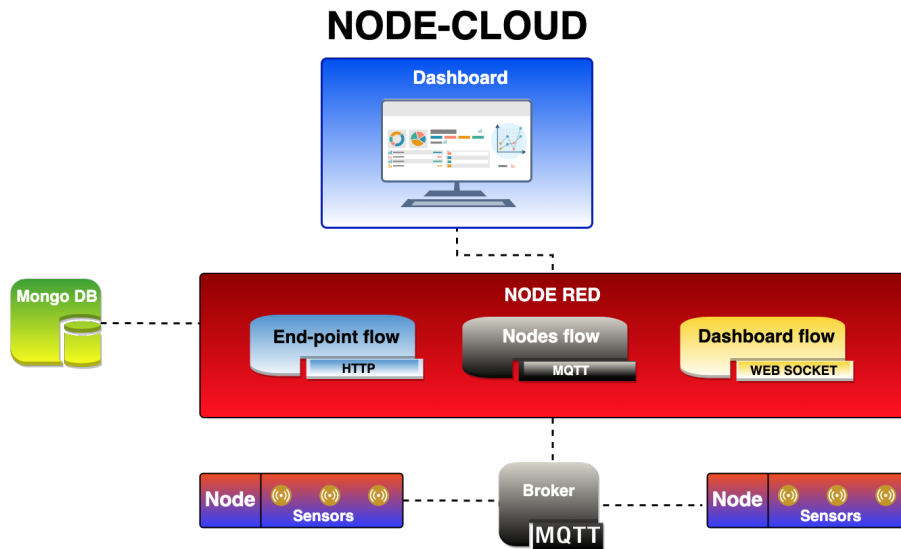 NODE-CLOUD
Dashboard
Mongo DB
NODE RED
End-point flow
HTTP
Nodes flow
MQTT
Dashboard flow
WEB SOCKET
Node
Sensors
Broker
MQTT
Node
Sensors